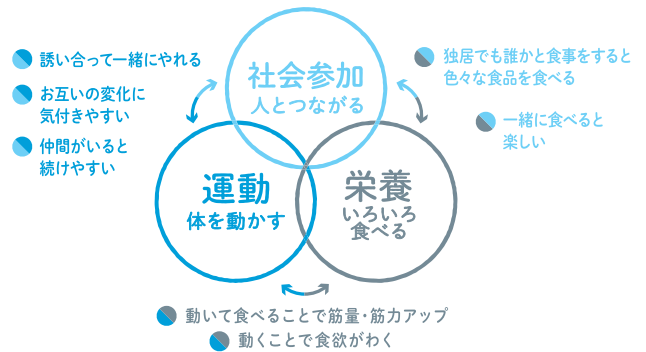 誘い合って一緒にやれる
お互いの変化に
気付きやすい
仲間がいると
続けやすい
社会参加
人とつながる
独居でも誰かと食事をすると
色々な食品を食べる
一緒に食べると
楽しい
運動
体を動かす
栄養
いろいろ
食べる
動いて食べることで筋量・筋力アップ
動くことで食欲がわく